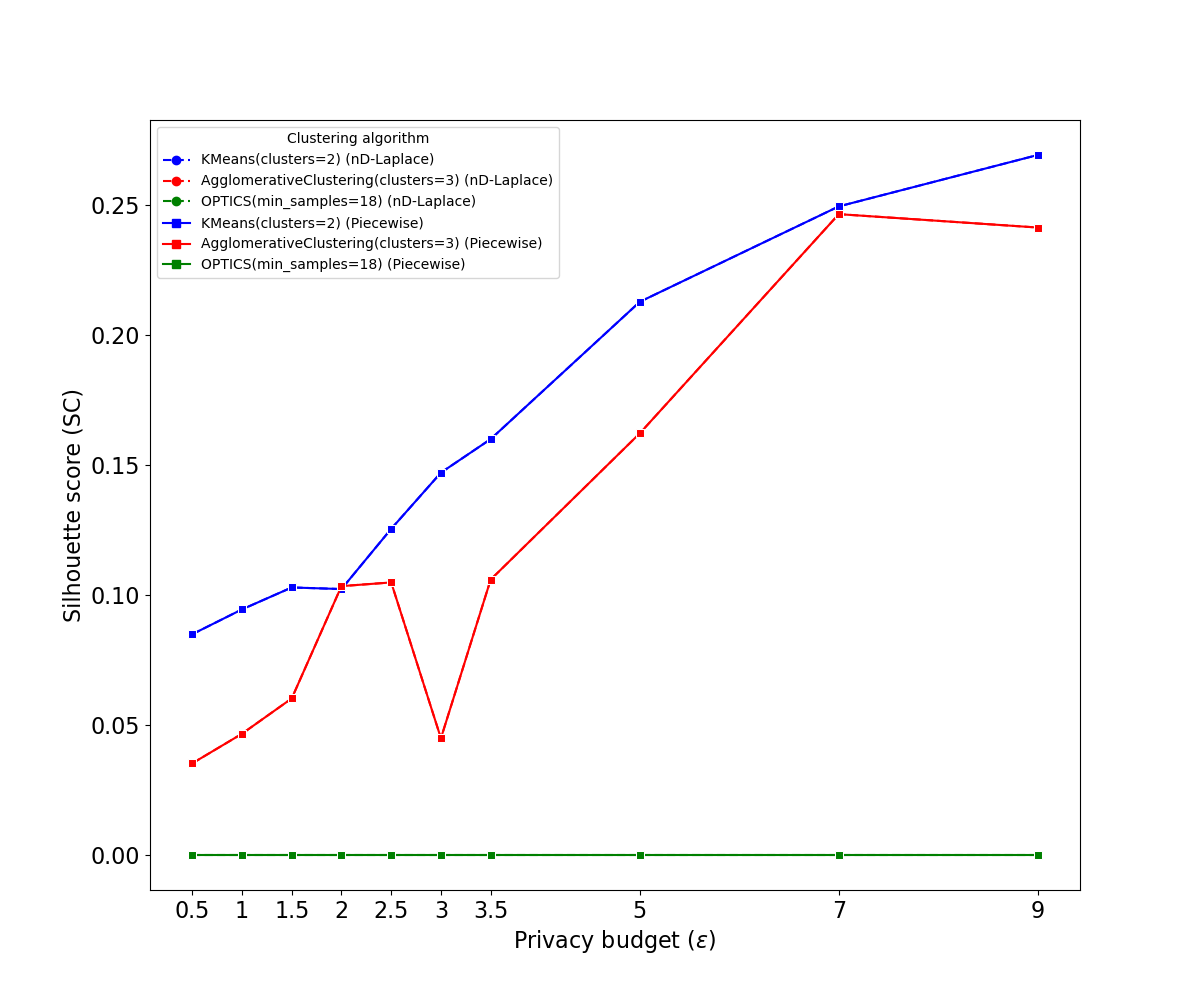 Clustering algorithm
KMeans(clusters=2) (nD-Laplace)
AgglomerativeClustering(clusters=3) (nD-Laplace)
OPTICS(min_samples=18) (nD-Laplace)
KMeans(clusters=2) (Piecewise)
AgglomerativeClustering(clusters=3) (Piecewise)
OPTICS(min_samples=18) (Piecewise)
Silhouette score (SC)
0.25
0.20
0.15
0.10
0.05
0.00
0.5 1 1.5 2 2.5 3 3.5 5 7 9
Privacy budget (ε)